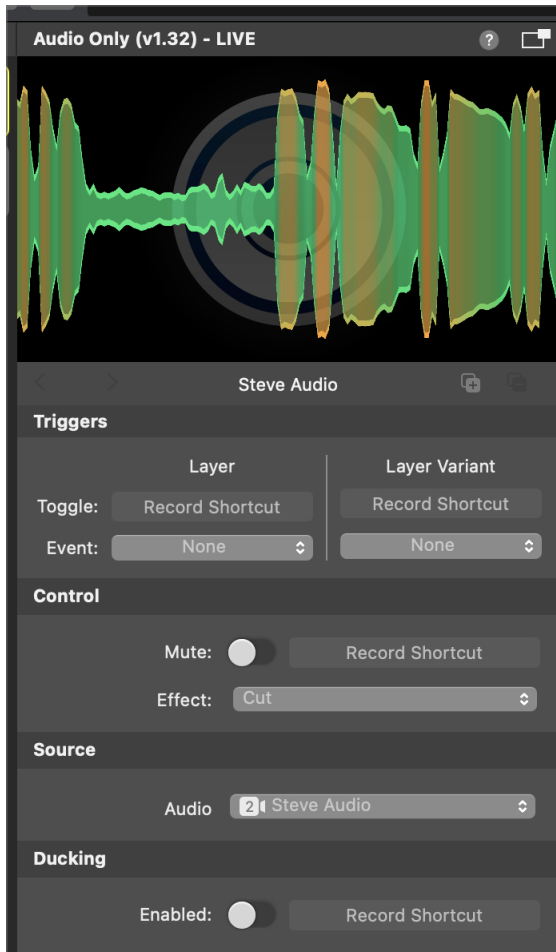 Audio Only (v1.32) - LIVE ?
Steve Audio
Triggers
Layer Layer Variant
Toggle: Record Shortcut Record Shortcut
Event: None None
Control
Mute: Record Shortcut
Effect: Cut
Source
Audio 2 Steve Audio
Ducking
Enabled: Record Shortcut